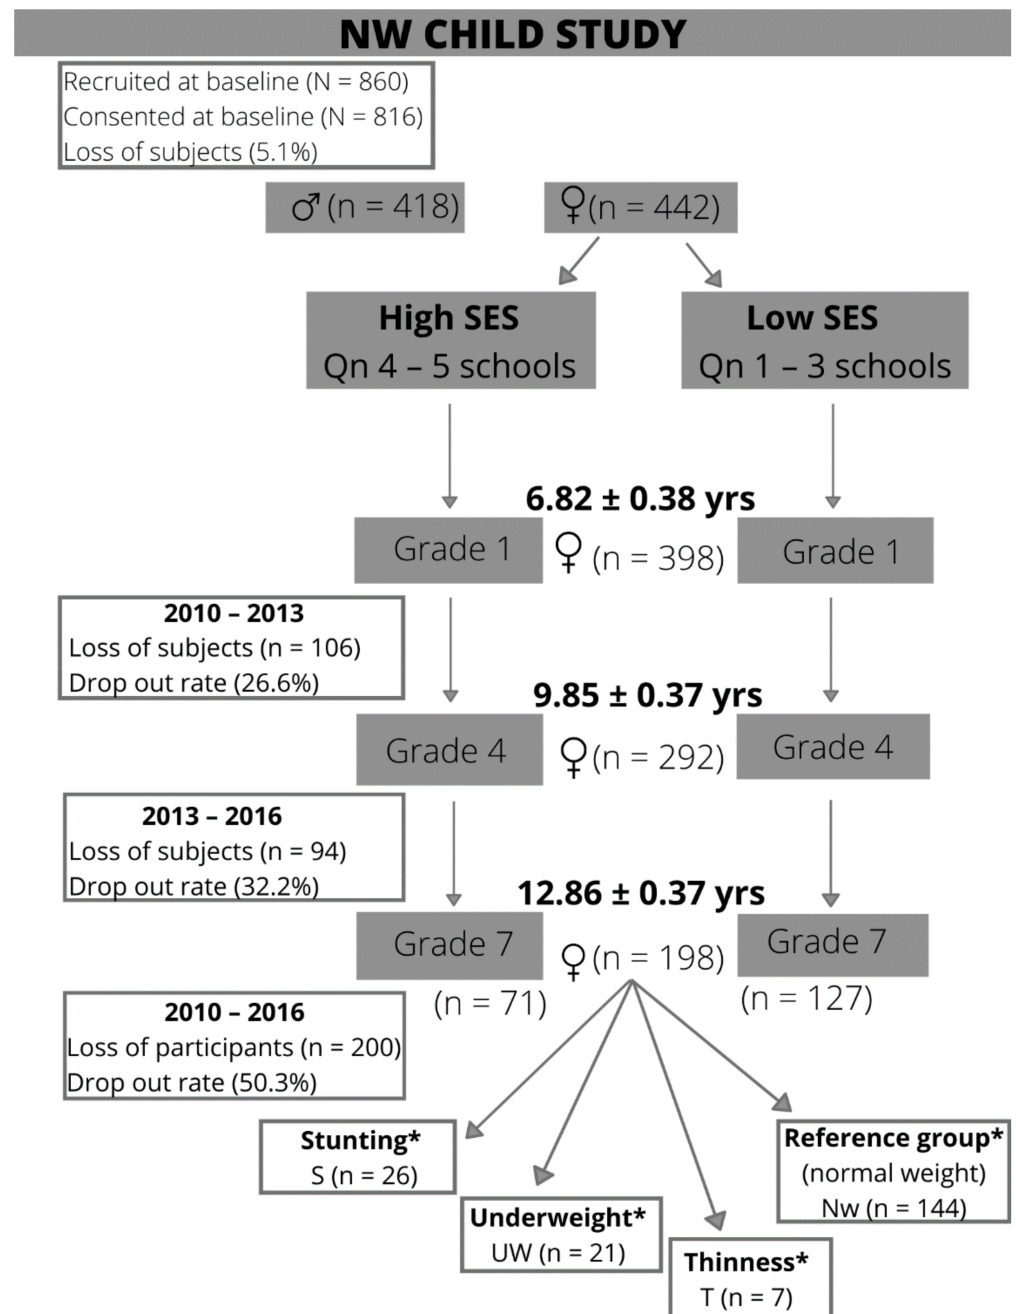 NW CHILD STUDY
Recruited at baseline (N = 860)
Consented at baseline (N = 816)
Loss of subjects (5.1%)
♂ (n = 418)
♀ (n = 442)
High SES
Qn 4 – 5 schools
Low SES
Qn 1 – 3 schools
6.82 ± 0.38 yrs
Grade 1
♀ (n = 398)
Grade 1
2010 – 2013
Loss of subjects (n = 106)
Drop out rate (26.6%)
9.85 ± 0.37 yrs
Grade 4
♀ (n = 292)
Grade 4
2013 – 2016
Loss of subjects (n = 94)
Drop out rate (32.2%)
12.86 ± 0.37 yrs
Grade 7
♀ (n = 198)
Grade 7
(n = 71)
(n = 127)
2010 – 2016
Loss of participants (n = 200)
Drop out rate (50.3%)
Stunting*
S (n = 26)
Underweight*
UW (n = 21)
Thinness*
T (n = 7)
Reference group*
(normal weight)
Nw (n = 144)